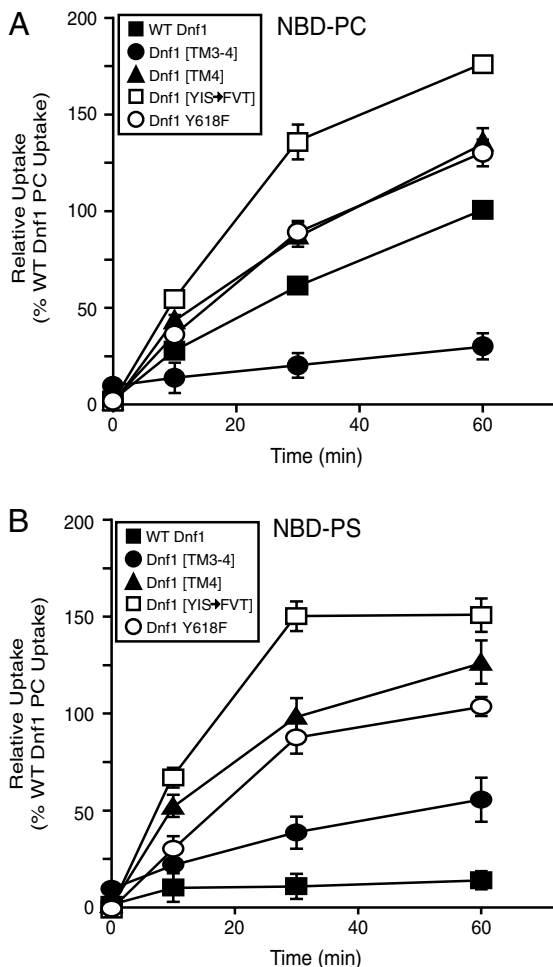 A
NBD-PC
WT Dnf1
Dnf1 [TM3-4]
Dnf1 [TM4]
Dnf1 [YIS→FVT]
Dnf1 Y618F
Relative Uptake
(% WT Dnf1 PC Uptake)
200
150
100
50
0
0
20
40
60
Time (min)
B
NBD-PS
WT Dnf1
Dnf1 [TM3-4]
Dnf1 [TM4]
Dnf1 [YIS→FVT]
Dnf1 Y618F
Relative Uptake
(% WT Dnf1 PC Uptake)
200
150
100
50
0
0
20
40
60
Time (min)